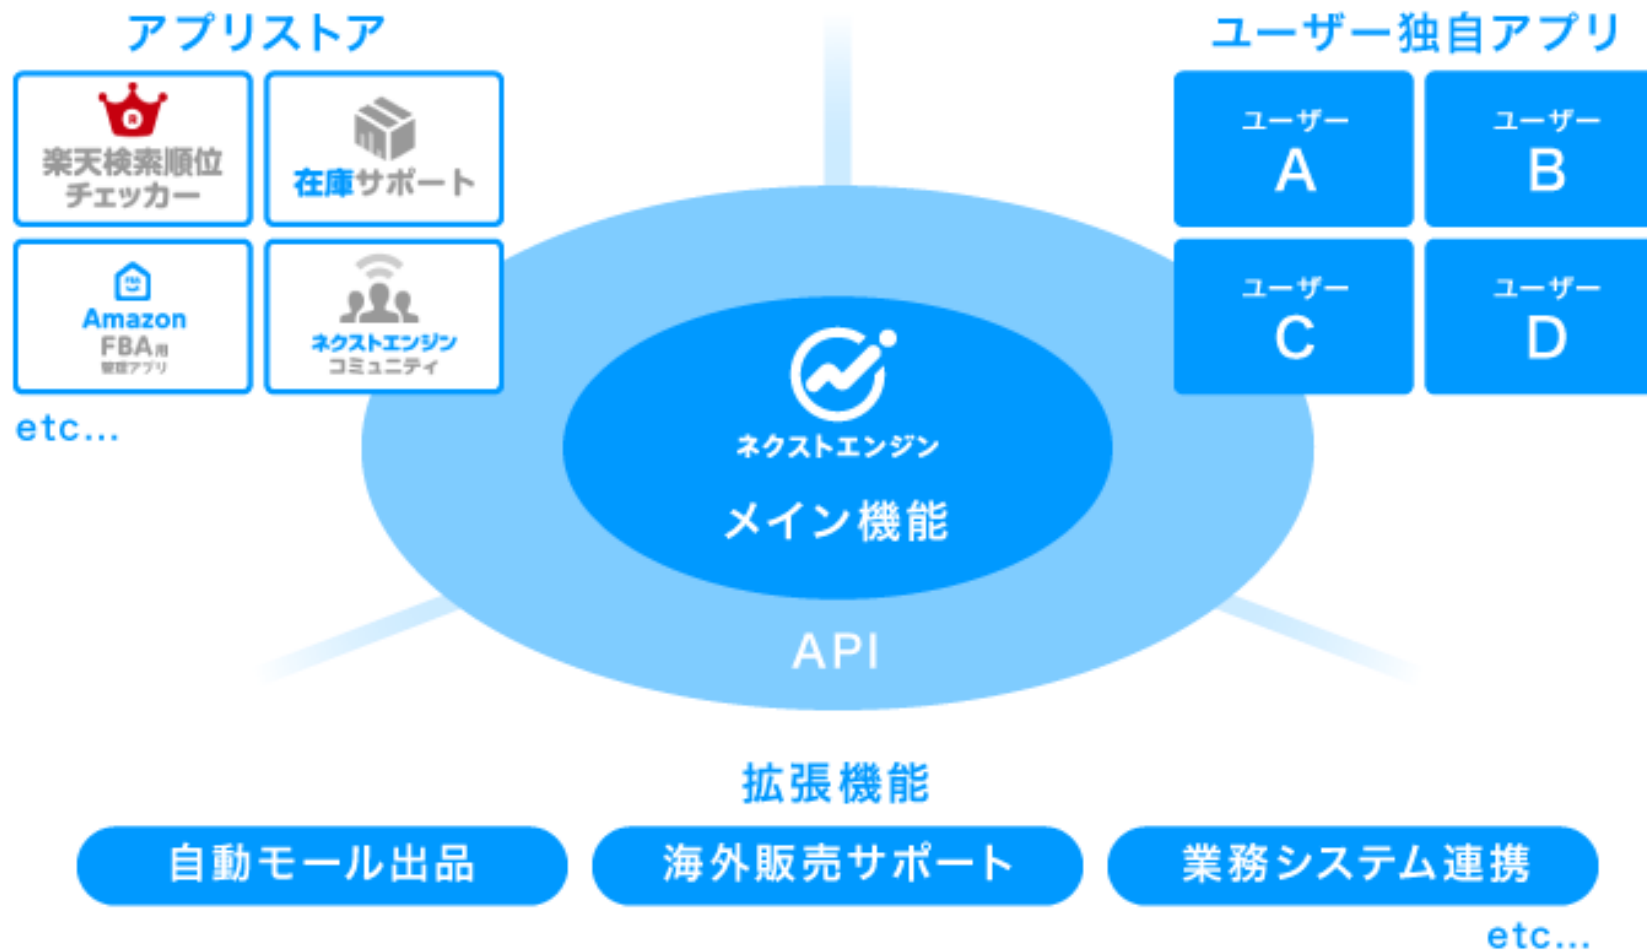 アプリストア
楽天検索順位
チェッカー
在庫サポート
Amazon
FBA用
管理アプリ
ネクストエンジン
コミュニティ
etc...
ユーザー独自アプリ
ユーザー
A
ユーザー
B
ユーザー
C
ユーザー
D
ネクストエンジン
メイン機能
API
拡張機能
自動モール出品
海外販売サポート
業務システム連携
etc...